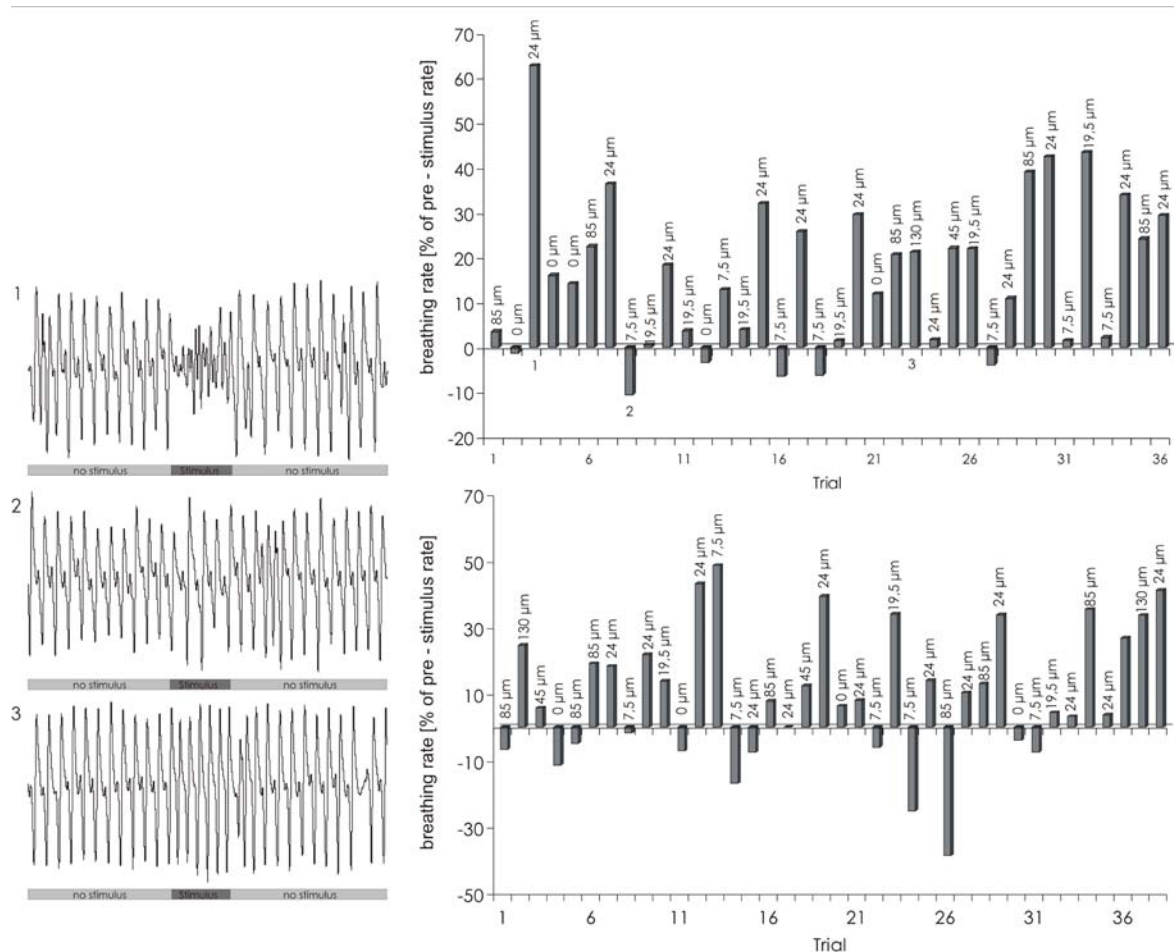 1
no stimulus Stimulus no stimulus
2
no stimulus Stimulus no stimulus
3
no stimulus Stimulus no stimulus
breathing rate [% of pre - stimulus rate]
70
60
50
40
30
20
10
0
-10
-20
85 µm
0 µm
24 µm
0 µm
0 µm
85 µm
24 µm
7,5 µm
19,5 µm
24 µm
19,5 µm
0 µm
7,5 µm
19,5 µm
24 µm
7,5 µm
24 µm
7,5 µm
19,5 µm
24 µm
0 µm
85 µm
130 µm
24 µm
45 µm
19,5 µm
7,5 µm
24 µm
85 µm
24 µm
7,5 µm
19,5 µm
7,5 µm
24 µm
85 µm
24 µm
1
2
3
1 6 11 21 26 31 36
Trial
breathing rate [% of pre - stimulus rate]
70
50
30
10
-10
-30
-50
85 µm
130 µm
45 µm
0 µm
85 µm
85 µm
24 µm
7,5 µm
24 µm
19,5 µm
0 µm
24 µm
7,5 µm
7,5 µm
24 µm
85 µm
24 µm
45 µm
24 µm
0 µm
24 µm
7,5 µm
19,5 µm
7,5 µm
24 µm
85 µm
24 µm
85 µm
24 µm
0 µm
7,5 µm
19,5 µm
24 µm
85 µm
24 µm
130 µm
24 µm
1 6 11 16 21 26 31 36
Trial